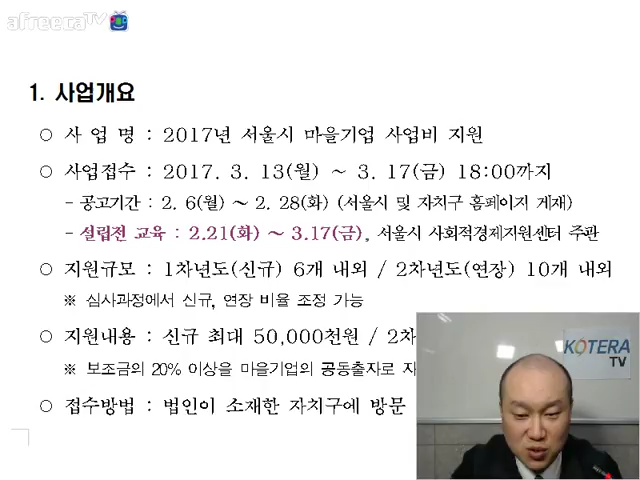 afreecaTV
1. 사업개요
○ 사 업 명 : 2017년 서울시 마을기업 사업비 지원
○ 사업접수 : 2017. 3. 13(월) ~ 3. 17(금) 18:00까지
- 공고기간 : 2. 6(월) ~ 2. 28(화) (서울시 및 자치구 홈페이지 게재)
- 설립전 교육 : 2.21(화) ~ 3.17(금), 서울시 사회적경제지원센터 주관
○ 지원규모 : 1차년도(신규) 6개 내외 / 2차년도(연장) 10개 내외
※ 심사과정에서 신규, 연장 비율 조정 가능
○ 지원내용 : 신규 최대 50,000천원 / 2차
※ 보조금의 20% 이상을 마을기업의 공동출자로 자
○ 접수방법 : 법인이 소재한 자치구에 방문
KOTERA
TV